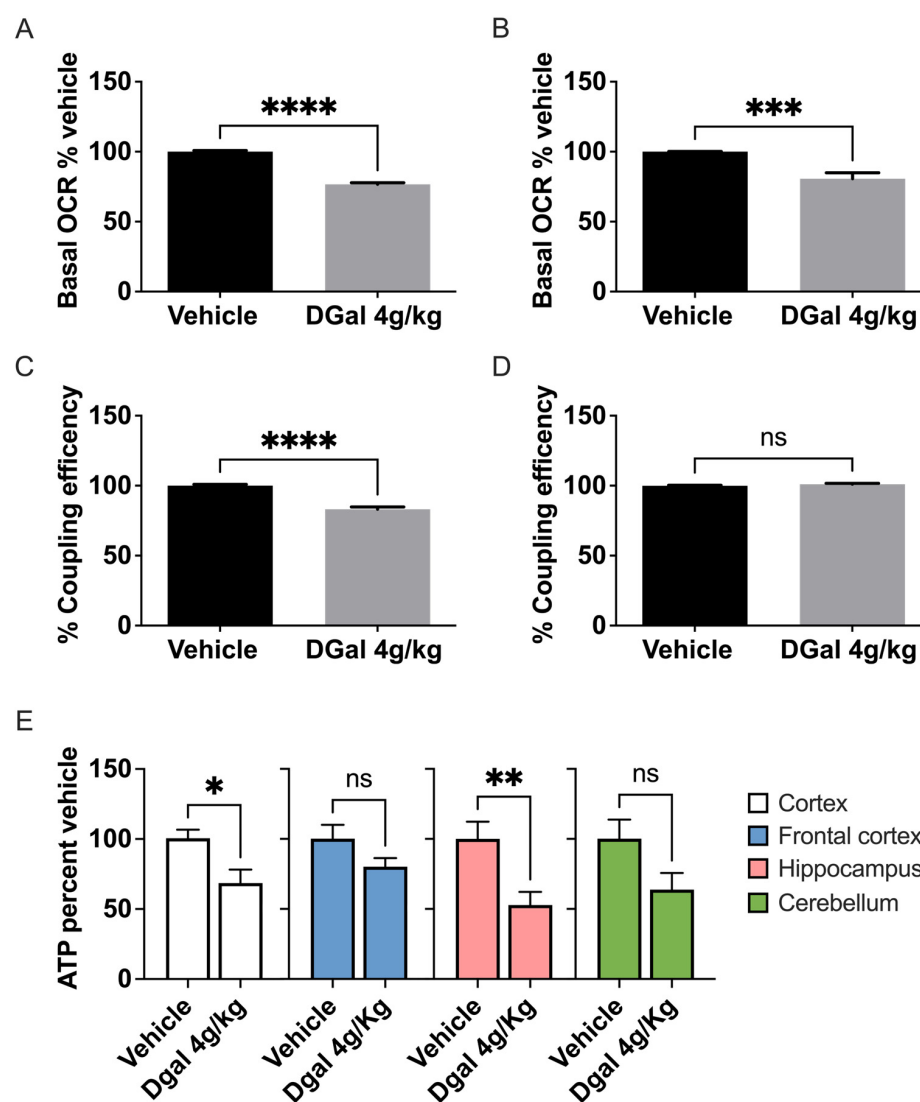 A
Basal OCR % vehicle
150
100
50
0
****
Vehicle
DGal 4g/kg
B
Basal OCR % vehicle
150
100
50
0
***
Vehicle
DGal 4g/kg
C
% Coupling efficency
150
100
50
0
****
Vehicle
DGal 4g/kg
D
% Coupling efficency
150
100
50
0
ns
Vehicle
DGal 4g/kg
E
ATP percent vehicle
150
100
50
0
*
ns
**
ns
Vehicle
Dgal 4g/kg
Vehicle
Dgal 4g/Kg
Vehicle
Dgal 4g/Kg
Vehicle
Dgal 4g/Kg
Cortex
Frontal cortex
Hippocampus
Cerebellum